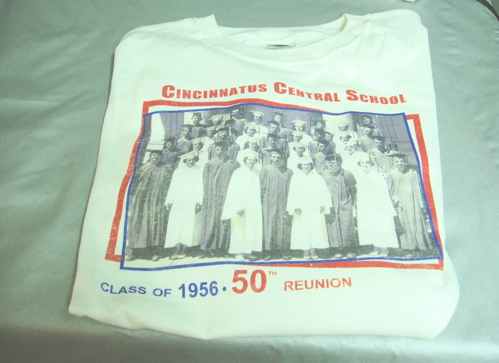 CINCINNATUS CENTRAL SCHOOL
CLASS OF 1956 • 50TH REUNION